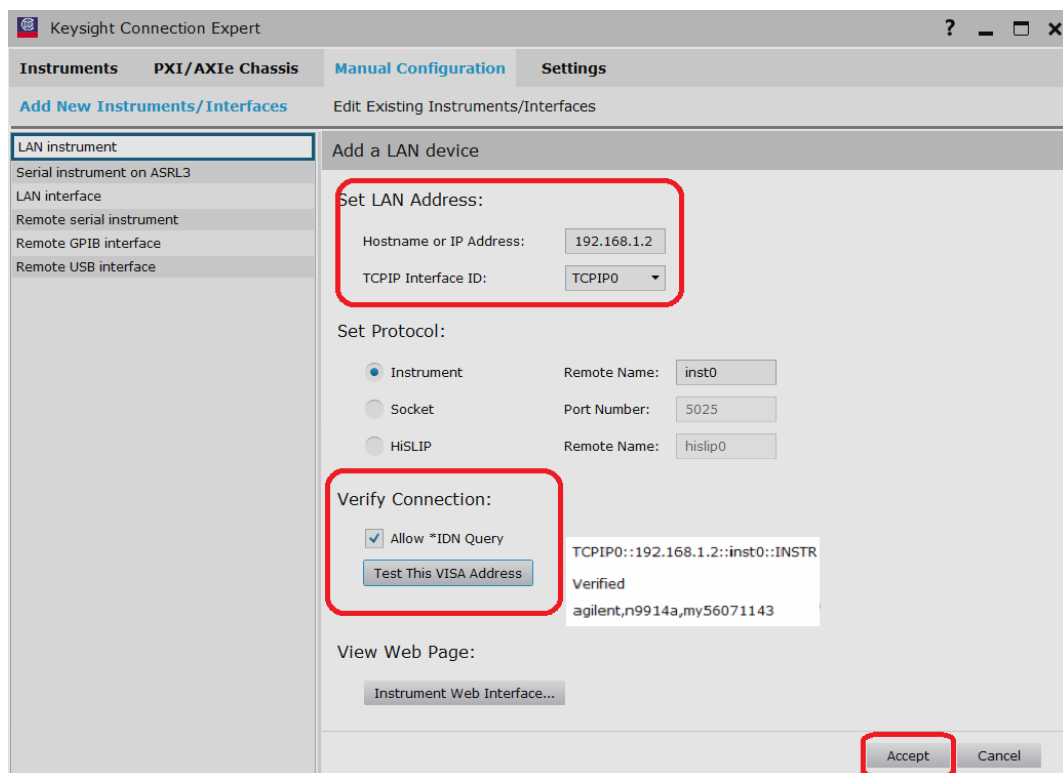 Keysight Connection Expert
Instruments PXI/AXIe Chassis Manual Configuration Settings
Add New Instruments/Interfaces Edit Existing Instruments/Interfaces
LAN instrument
Serial instrument on ASRL3
LAN interface
Remote serial instrument
Remote GPIB interface
Remote USB interface
Add a LAN device
Set LAN Address:
Hostname or IP Address: 192.168.1.2
TCPIP Interface ID: TCPIP0
Set Protocol:
Instrument Remote Name: inst0
Socket Port Number: 5025
HiSLIP Remote Name: hislip0
Verify Connection:
Allow *IDN Query
Test This VISA Address
TCPIP0::192.168.1.2::inst0::INSTR
Verified
agilent,n9914a,my56071143
View Web Page:
Instrument Web Interface...
Accept Cancel